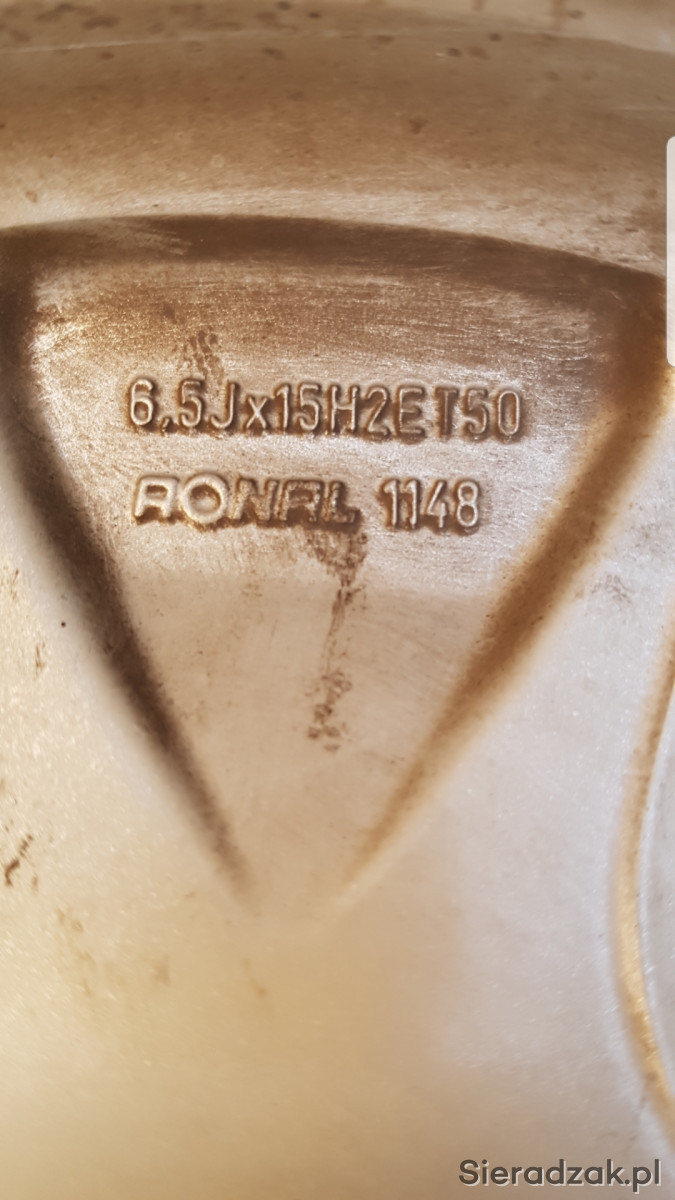 6,5Jx15H2ET50
RONAL 1148
Sieradzak.pl